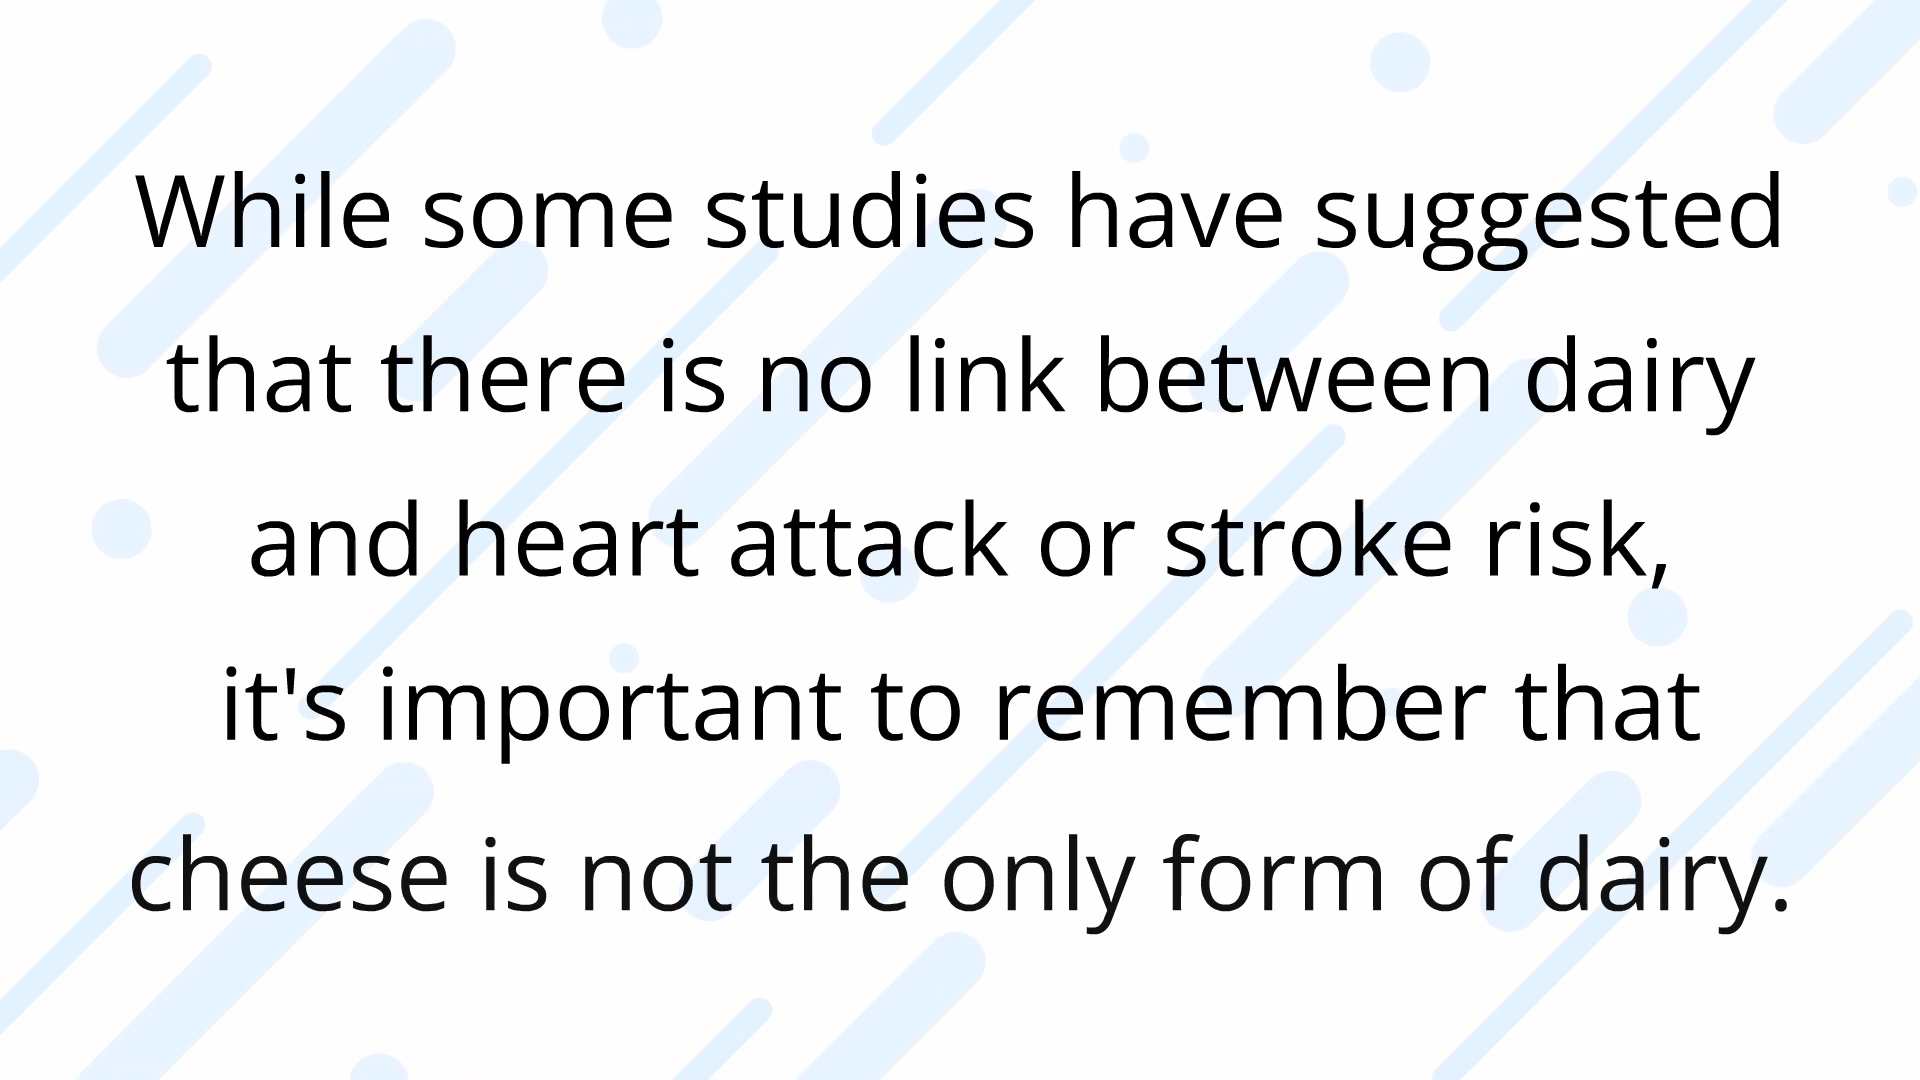 While some studies have suggested
that there is no link between dairy
and heart attack or stroke risk,
it's important to remember that
cheese is not the only form of dairy.